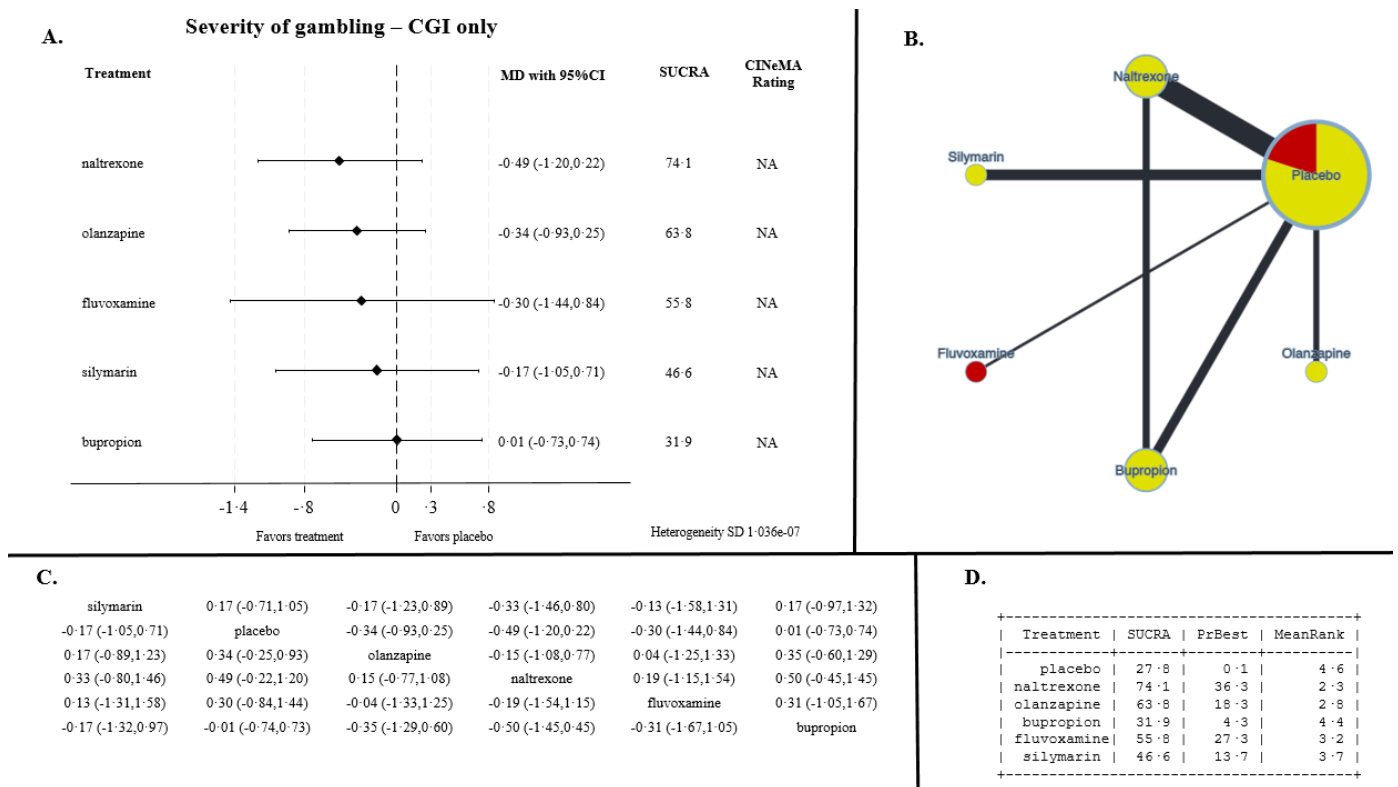 Severity of gambling – CGI only
A.
Treatment MD with 95%CI SUCRA CINeMA Rating
naltrexone -0·49 (-1·20,0·22) 74·1 NA
olanzapine -0·34 (-0·93,0·25) 63·8 NA
fluvoxamine -0·30 (-1·44,0·84) 55·8 NA
silymarin -0·17 (-1·05,0·71) 46·6 NA
bupropion 0·01 (-0·73,0·74) 31·9 NA
-1·4 -·8 0 ·3 ·8
Favors treatment Favors placebo Heterogeneity SD 1·036e-07
B.
Naltrexone
Silymarin
Placebo
Fluvoxamine
Olanzapine
Bupropion
C.
silymarin 0·17 (-0·71,1·05) -0·17 (-1·23,0·89) -0·33 (-1·46,0·80) -0·13 (-1·58,1·31) 0·17 (-0·97,1·32)
-0·17 (-1·05,0·71) placebo -0·34 (-0·93,0·25) -0·49 (-1·20,0·22) -0·30 (-1·44,0·84) 0·01 (-0·73,0·74)
0·17 (-0·89,1·23) 0·34 (-0·25,0·93) olanzapine -0·15 (-1·08,0·77) 0·04 (-1·25,1·33) 0·35 (-0·60,1·29)
0·33 (-0·80,1·46) 0·49 (-0·22,1·20) 0·15 (-0·77,1·08) naltrexone 0·19 (-1·15,1·54) 0·50 (-0·45,1·45)
0·13 (-1·31,1·58) 0·30 (-0·84,1·44) -0·04 (-1·33,1·25) -0·19 (-1·54,1·15) fluvoxamine 0·31 (-1·05,1·67)
-0·17 (-1·32,0·97) -0·01 (-0·74,0·73) -0·35 (-1·29,0·60) -0·50 (-1·45,0·45) -0·31 (-1·67,1·05) bupropion
D.
| Treatment | SUCRA | PrBest | MeanRank |
| placebo | 27·8 | 0·1 | 4·6 |
| naltrexone | 74·1 | 36·3 | 2·3 |
| olanzapine | 63·8 | 18·3 | 2·8 |
| bupropion | 31·9 | 4·3 | 4·4 |
| fluvoxamine| 55·8 | 27·3 | 3·2 |
| silymarin | 46·6 | 13·7 | 3·7 |